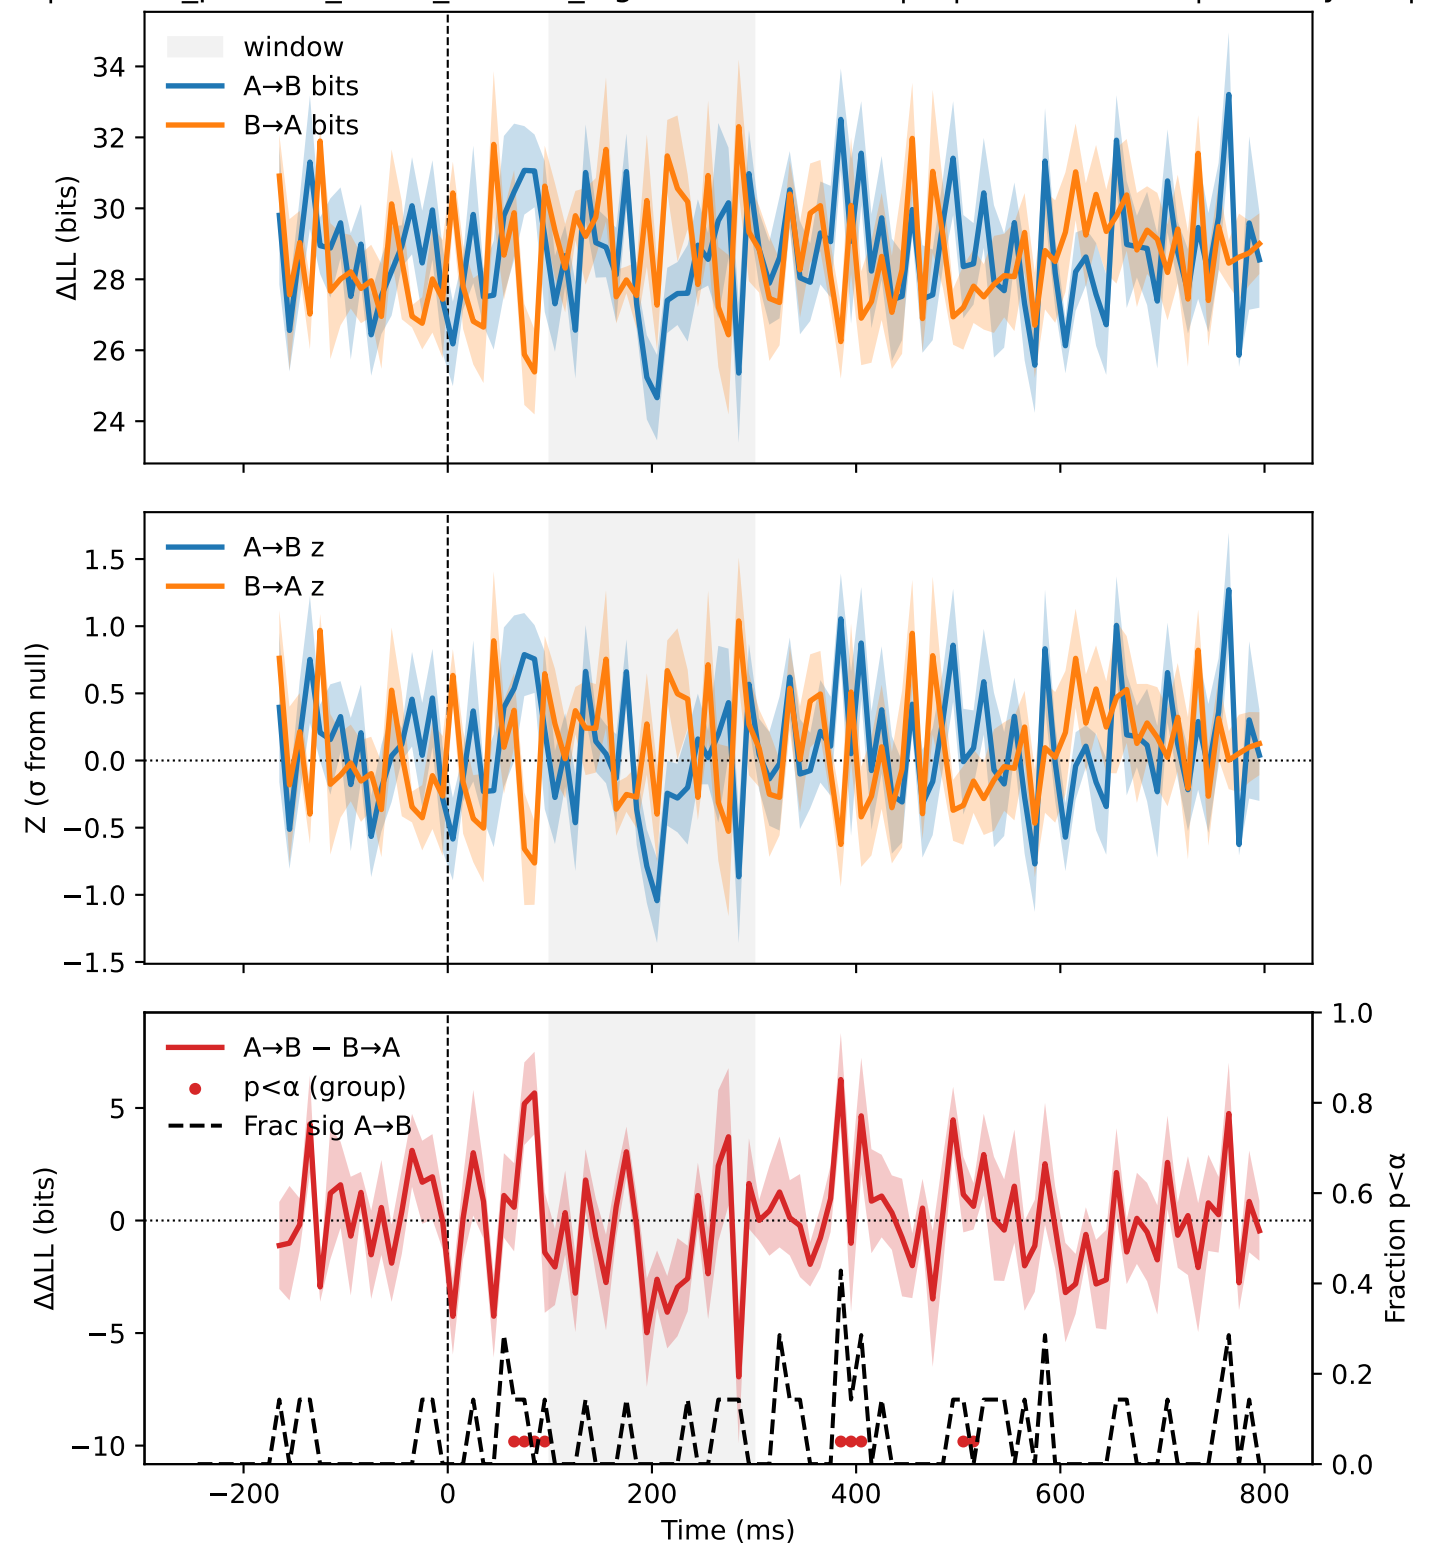 window
A→B bits
B→A bits
ΔLL (bits)
34
32
30
28
26
24
A→B z
B→A z
Z (σ from null)
1.5
1.0
0.5
0.0
−0.5
−1.0
−1.5
A→B − B→A
p<α (group)
Frac sig A→B
ΔΔLL (bits)
5
0
−5
−10
1.0
0.8
0.6
0.4
0.2
0.0
Fraction p<α
−200 0 200 400 600 800
Time (ms)